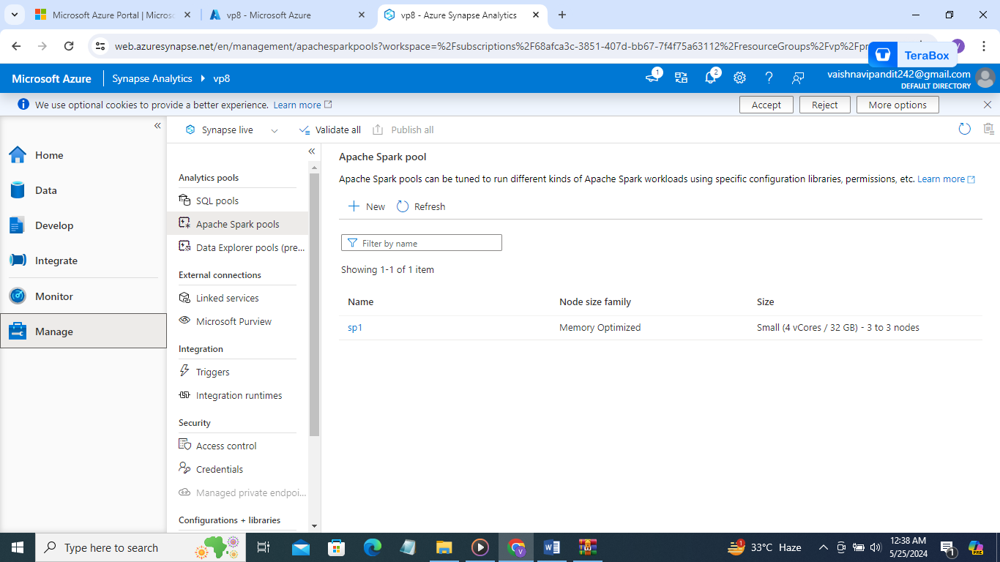 Microsoft Azure Portal | Microso
vp8 - Microsoft Azure
vp8 - Azure Synapse Analytics
web.azuresynapse.net/en/management/apachesparkpools?workspace=%2Fsubscriptions%2F68afca3c-3851-407d-bb67-7f4f75a63112%2FresourceGroups%2Fvp%2Fpr
V
TeraBox
Microsoft Azure
Synapse Analytics
vp8
1
2
vaishnavipandit242@gmail.com
DEFAULT DIRECTORY
We use optional cookies to provide a better experience. Learn more
Accept
Reject
More options
Home
Data
Develop
Integrate
Monitor
Manage
Synapse live
Validate all
Publish all
Analytics pools
SQL pools
Apache Spark pools
Data Explorer pools (pre...
External connections
Linked services
Microsoft Purview
Integration
Triggers
Integration runtimes
Security
Access control
Credentials
Managed private endpoi...
Configurations + libraries
Apache Spark pool
Apache Spark pools can be tuned to run different kinds of Apache Spark workloads using specific configuration libraries, permissions, etc. Learn more
New
Refresh
Filter by name
Showing 1-1 of 1 item
Name Node size family Size
sp1 Memory Optimized Small (4 vCores / 32 GB) - 3 to 3 nodes
Type here to search
V
W
1
33°C Haze
12:38 AM
5/25/2024
1
PRE